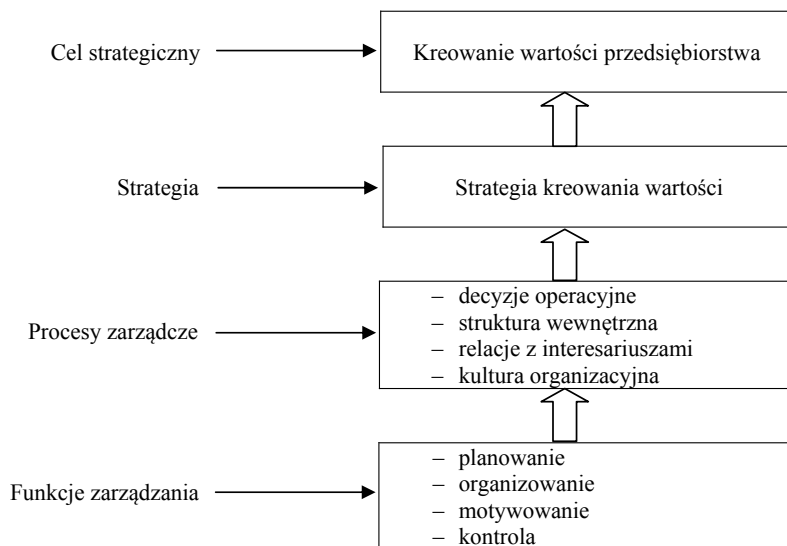 Cel strategiczny
Kreowanie wartości przedsiębiorstwa
Strategia
Strategia kreowania wartości
Procesy zarządcze
– decyzje operacyjne
– struktura wewnętrzna
– relacje z interesariuszami
– kultura organizacyjna
Funkcje zarządzania
– planowanie
– organizowanie
– motywowanie
– kontrola